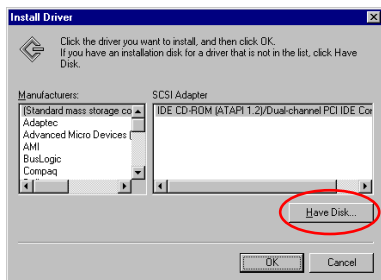 Install Driver
Click the driver you want to install, and then click OK.
If you have an installation disk for a driver that is not in the list, click Have
Disk.
Manufacturers:
SCSI Adapter
(Standard mass storage co
Adaptec
Advanced Micro Devices (
AMI
BusLogic
Compaq
IDE CD-ROM (ATAPI 1.2)/Dual-channel PCI IDE Con
Have Disk...
OK
Cancel